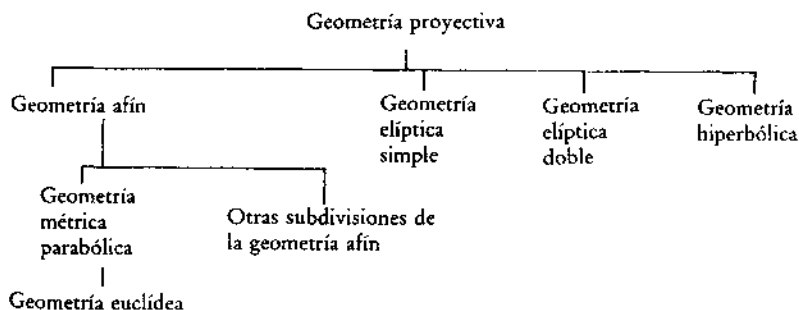 Geometría proyectiva
Geometría afín
Geometría
elíptica
simple
Geometría
elíptica
doble
Geometría
hiperbólica
Geometría
métrica
parabólica
Otras subdivisiones de
la geometría afín
Geometría euclídea